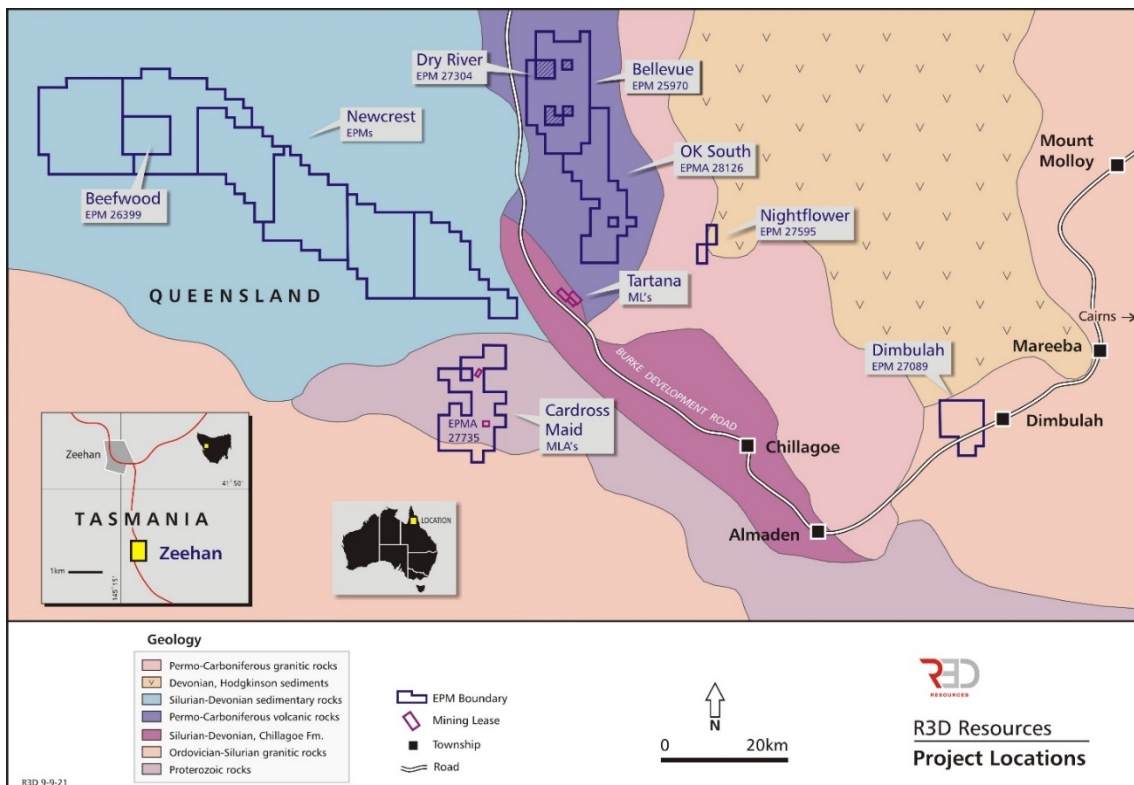 Dry River
EPM 27304
Bellevue
EPM 25970
Newcrest
EPMs
Mount
Molloy
OK South
EPMA 28126
Beefwood
EPM 26399
Nightflower
EPM 27595
QUEENSLAND
Tartana
ML's
Cairns →
Mareeba
Dimbulah
EPM 27089
BURKE DEVELOPMENT ROAD
EPMA
27735
Cardross
Maid
MLA's
Dimbulah
Chillagoe
Almaden
Zeehan
41° 50'
TASMANIA
Zeehan
1km
145° 15'
LOCATION
Geology
Permo-Carboniferous granitic rocks
Devonian, Hodgkinson sediments
Silurian-Devonian sedimentary rocks
Permo-Carboniferous volcanic rocks
Silurian-Devonian, Chillagoe Fm.
Ordovician-Silurian granitic rocks
Proterozoic rocks
EPM Boundary
Mining Lease
Township
Road
N
0 20km
R3D
RESOURCES
R3D Resources
Project Locations
R3D 9-9-21